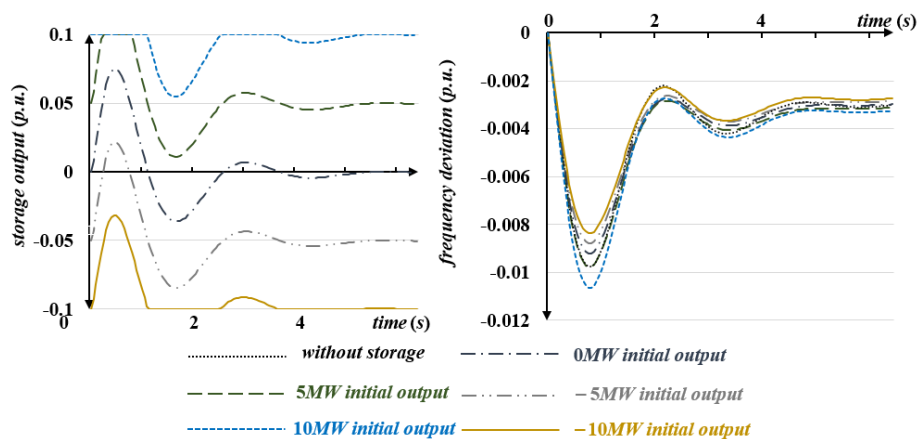 storage output (p.u.)
0.1
0.05
0
-0.05
-0.1
0
2
4
time (s)
frequency deviation (p.u.)
0
2
4
time (s)
0
-0.002
-0.004
-0.006
-0.008
-0.01
-0.012
without storage
0MW initial output
5MW initial output
−5MW initial output
10MW initial output
−10MW initial output